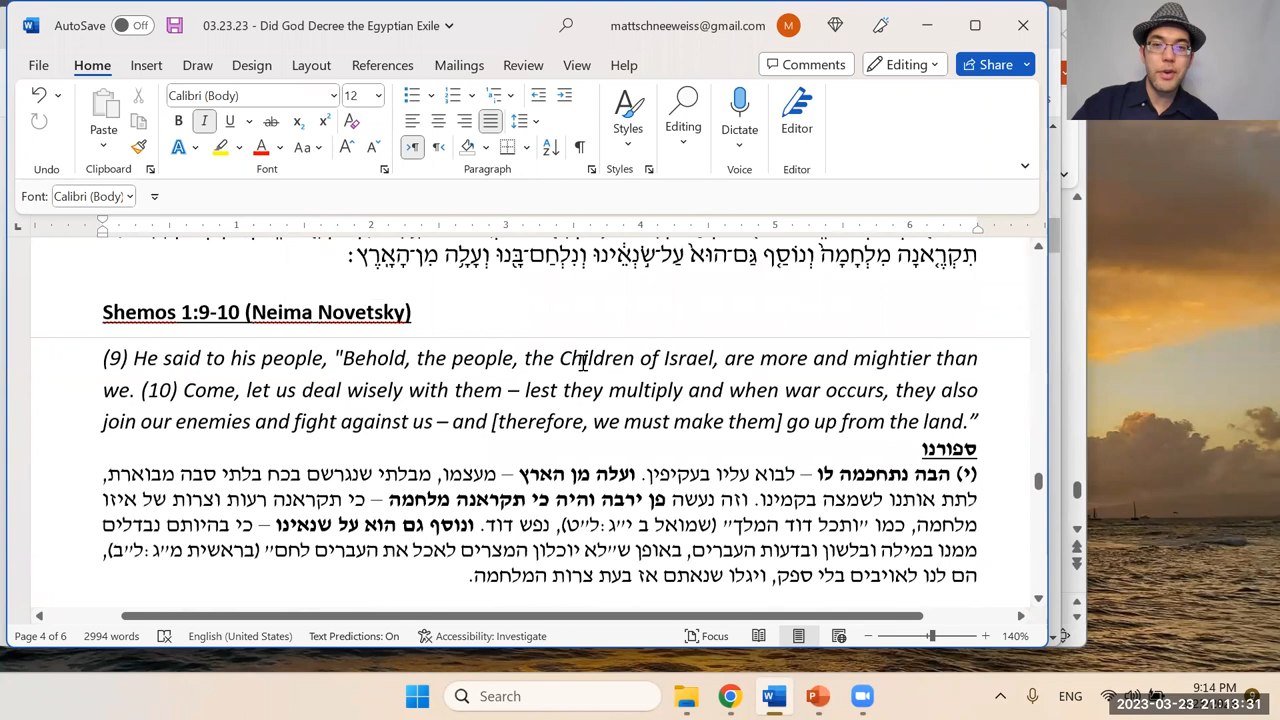 AutoSave Off 03.23.23 - Did God Decree the Egyptian Exile mattschneeweiss@gmail.com M
File Home Insert Draw Design Layout References Mailings Review View Help Comments Editing Share
Calibri (Body) 12
Paste Styles Editing Dictate Editor
Undo Clipboard Font Paragraph Styles Voice Editor
Font: Calibri (Body)
1 2 3 4 5 6
תִקְרֶ֤אנָה מִלְחָמָה֙ וְנוֹסַ֤ף גַּם־הוּא֙ עַל־שֹׂ֣נְאֵ֔ינוּ וְנִלְחַם־בָּ֖נוּ וְעָלָ֥ה מִן־הָאָֽרֶץ׃
Shemos 1:9-10 (Neima Novetsky)
(9) He said to his people, "Behold, the people, the Children of Israel, are more and mightier than
we. (10) Come, let us deal wisely with them – lest they multiply and when war occurs, they also
join our enemies and fight against us – and [therefore, we must make them] go up from the land.”
ספורנו
(י) הבה נתחכמה לו – לבוא עליו בעקיפין. ועלה מן הארץ – מעצמו, מבלתי שנגרשם בכח בלתי סבה מבוארת,
לתת אותנו לשמצה בקמינו. וזה נעשה פן ירבה והיה כי תקראנה מלחמה – כי תקראנה רעות וצרות של איזו
מלחמה, כמו ״ותכל דוד המלך״ (שמואל ב י״ג:ל״ט), נפש דוד. ונוסף גם הוא על שנאינו – כי בהיותם נבדלים
ממנו במילה ובלשון ובדעות העברים, באופן ש״לא יוכלון המצרים לאכל את העברים לחם״ (בראשית מ״ג:ל״ב),
הם לנו לאויבים בלי ספק, ויגלו שנאתם אז בעת צרות המלחמה.
Page 4 of 6 2994 words English (United States) Text Predictions: On Accessibility: Investigate Focus 140%
Search ENG 9:14 PM
2023-03-23 21:13:31